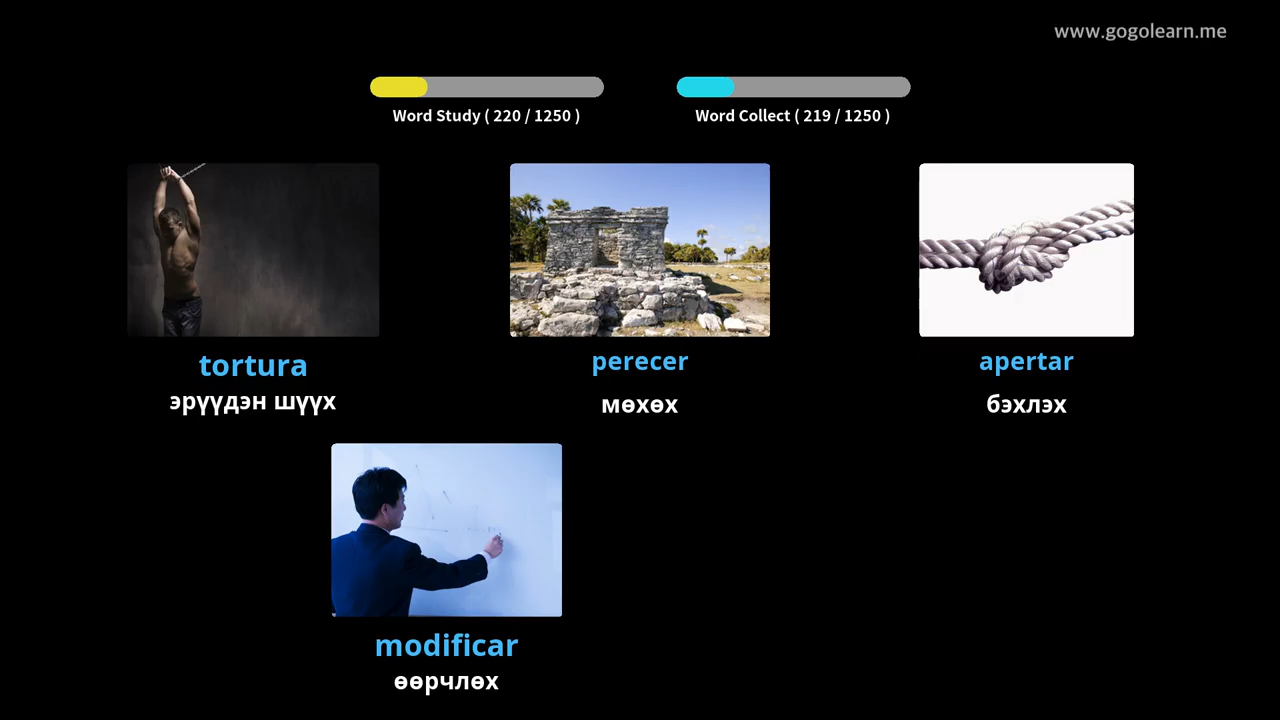 www.gogolearn.me
Word Study ( 220 / 1250 )
Word Collect ( 219 / 1250 )
tortura
эрүүдэн шүүх
perecer
мөхөх
apertar
бэхлэх
modificar
өөрчлөх